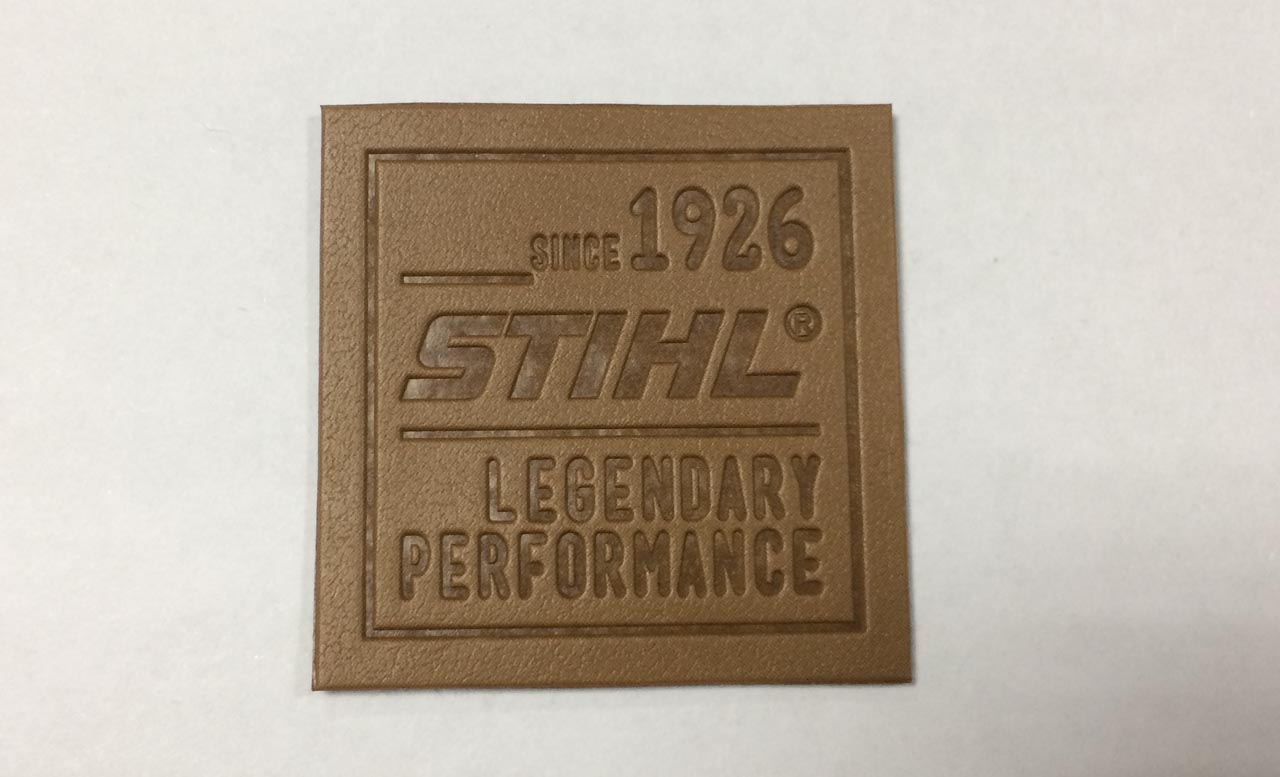 SINCE 1926
STIHL®
LEGENDARY
PERFORMANCE